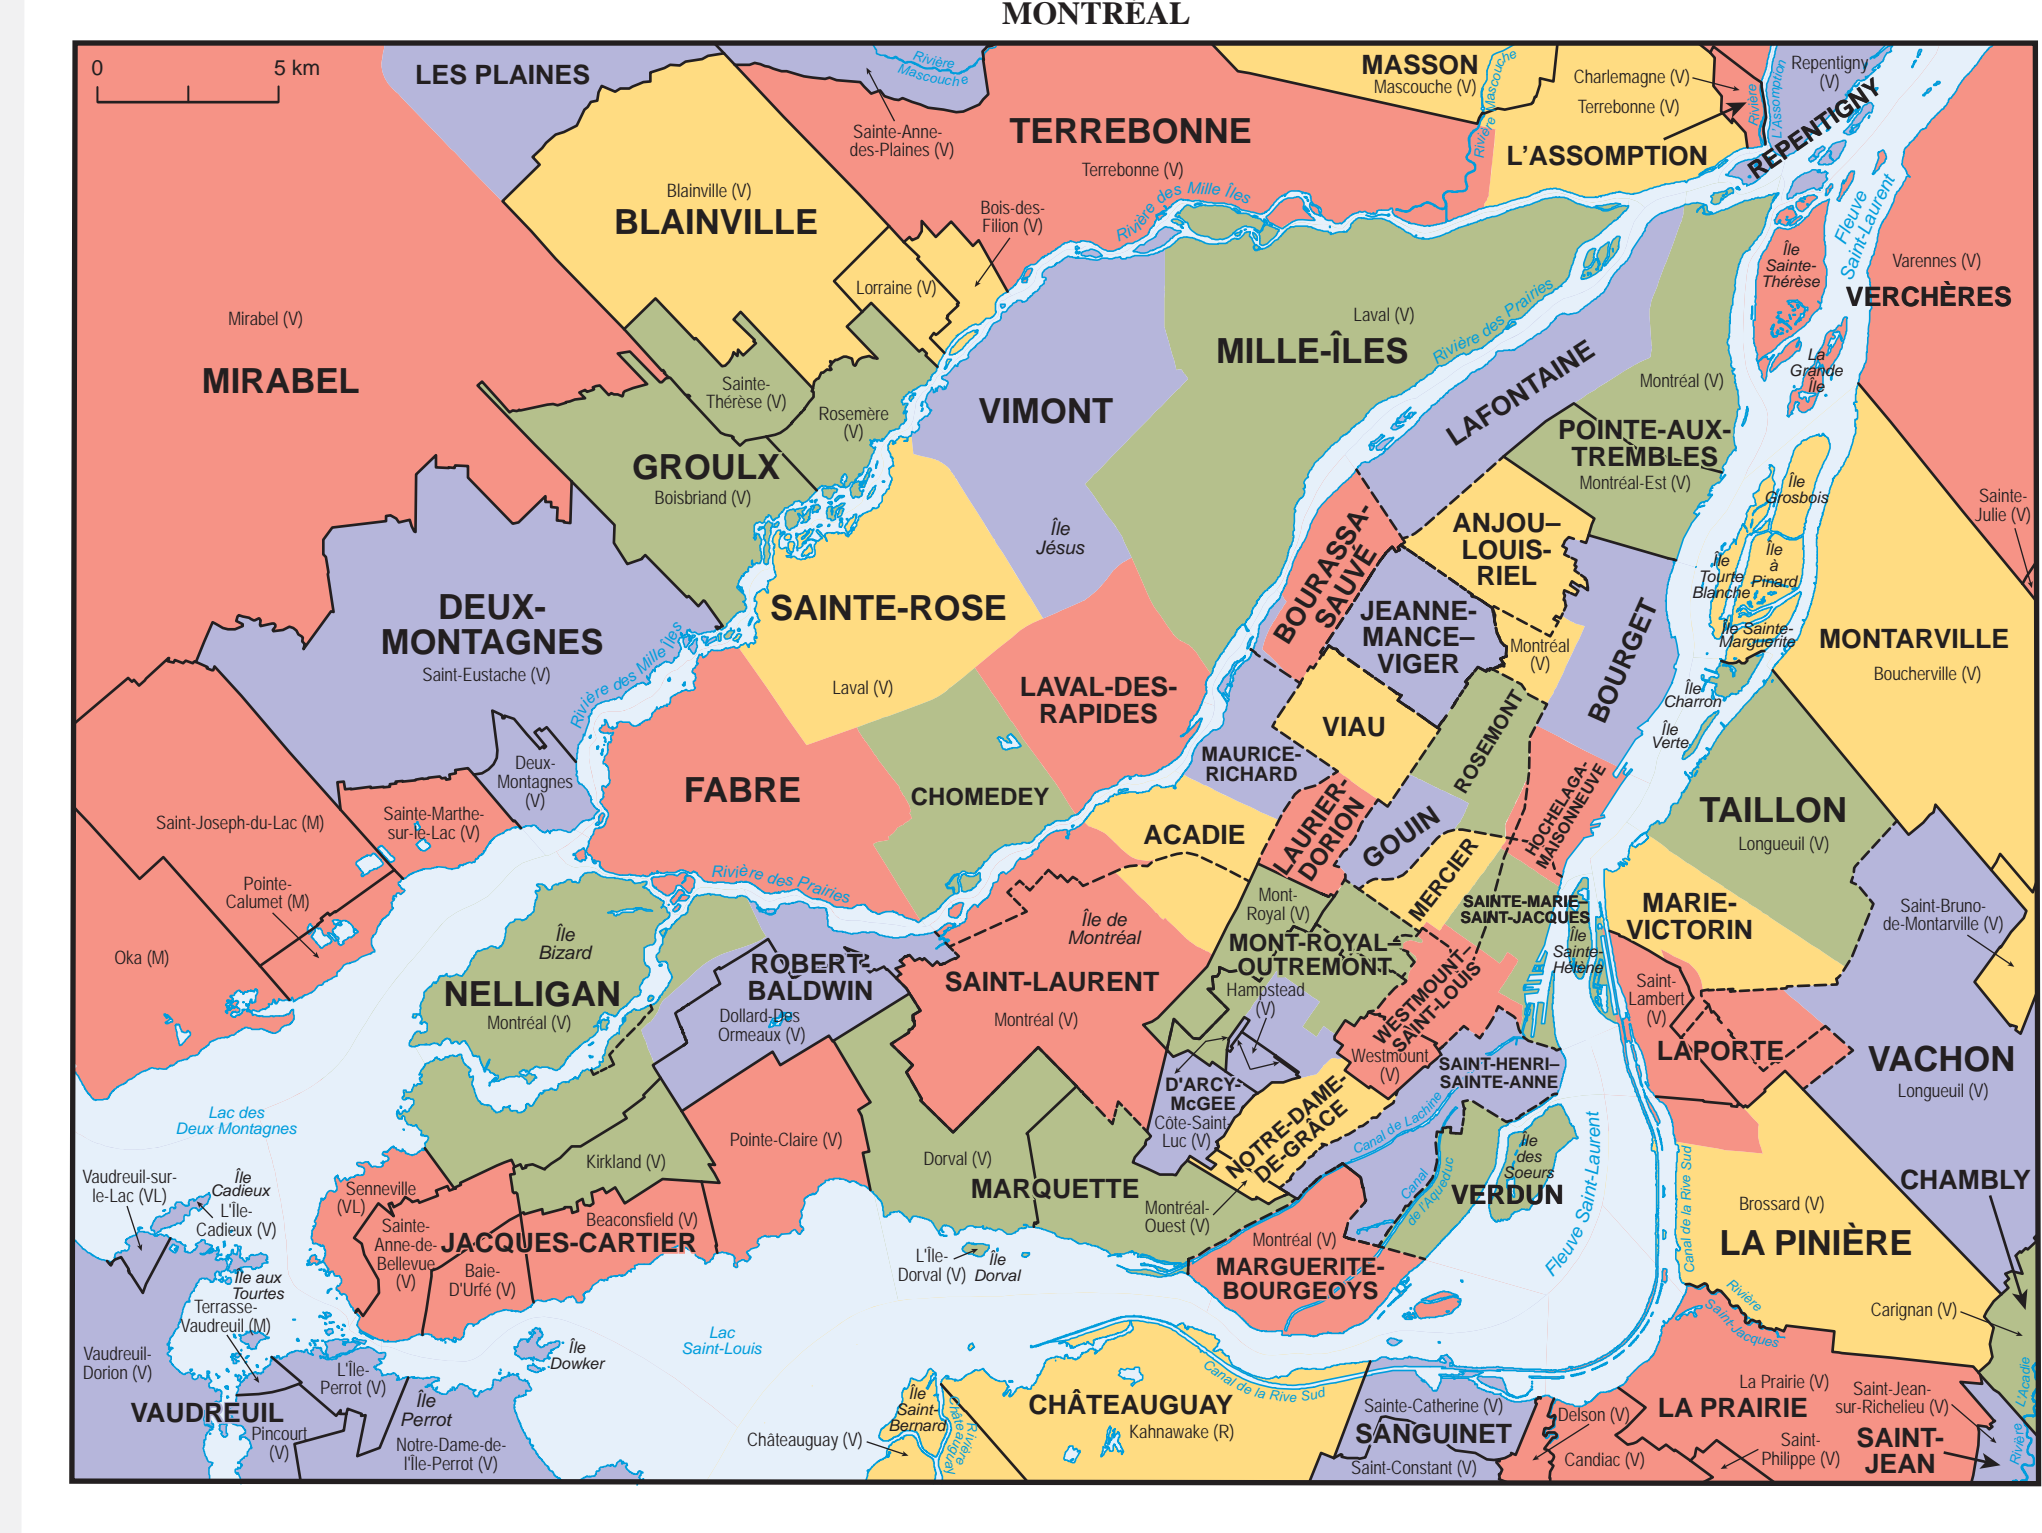 MONTRÉAL
0
5 km
LES PLAINES
Rivière
Mascouche
MASSON
Mascouche (V)
Rivière Mascouche
Charlemagne (V)
Terrebonne (V)
Rivière
L'Assomption
Repentigny
(V)
REPENTIGNY
Sainte-Anne-
des-Plaines (V)
TERREBONNE
Terrebonne (V)
L'ASSOMPTION
Blainville (V)
BLAINVILLE
Bois-des-
Filion (V)
Rivière des Mille Îles
Lorraine (V)
Fleuve
Saint-Laurent
Île
Sainte-
Thérèse
Varennes (V)
VERCHÈRES
Mirabel (V)
MIRABEL
Laval (V)
MILLE-ÎLES
Rivière des Prairies
La
Grande
Île
Sainte-
Thérèse (V)
Rosemère
(V)
VIMONT
LAFONTAINE
Montréal (V)
POINTE-AUX-
TREMBLES
Montréal-Est (V)
GROULX
Boisbriand (V)
Île
Grosbois
Sainte-
Julie (V)
Île
Jésus
BOURASSA-
SAUVÉ
ANJOU–
LOUIS-
RIEL
Île
Tourte
Blanche
Île
à
Pinard
DEUX-
MONTAGNES
Saint-Eustache (V)
SAINTE-ROSE
Laval (V)
JEANNE-
MANCE–
VIGER
Montréal
(V)
BOURGET
Île Sainte-
Marguerite
MONTARVILLE
Boucherville (V)
Rivière des Mille Îles
LAVAL-DES-
RAPIDES
Île
Charron
Île
Verte
VIAU
ROSEMONT
MAURICE-
RICHARD
Deux-
Montagnes
(V)
FABRE
CHOMEDEY
HOCHELAGA-
MAISONNEUVE
TAILLON
Longueuil (V)
Saint-Joseph-du-Lac (M)
Sainte-Marthe-
sur-le-Lac (V)
ACADIE
LAURIER-
DORION
GOUIN
MERCIER
Rivière des Prairies
Pointe-
Calumet (M)
Oka (M)
Île
Bizard
NELLIGAN
Montréal (V)
ROBERT-
BALDWIN
Dollard-Des
Ormeaux (V)
Île de
Montréal
SAINT-LAURENT
Montréal (V)
Mont-
Royal (V)
MONT-ROYAL–
OUTREMONT
Hampstead
(V)
SAINTE-MARIE–
SAINT-JACQUES
Île
Sainte-
Hélène
MARIE-
VICTORIN
Saint-Bruno-
de-Montarville (V)
WESTMOUNT–
SAINT-LOUIS
Westmount
(V)
Saint-
Lambert
(V)
LAPORTE
VACHON
Longueuil (V)
SAINT-HENRI–
SAINTE-ANNE
D'ARCY-
McGEE
Côte-Saint-
Luc (V)
NOTRE-DAME-
DE-GRÂCE
Canal de Lachine
Lac des
Deux Montagnes
Pointe-Claire (V)
Kirkland (V)
Dorval (V)
MARQUETTE
Montréal-
Ouest (V)
Canal
de l'Aqueduc
Île
des
Soeurs
VERDUN
Fleuve Saint-Laurent
Canal de la Rive Sud
Vaudreuil-sur-
le-Lac (VL)
Île
Cadieux
L'Île-
Cadieux (V)
Senneville
(VL)
Sainte-
Anne-de-
Bellevue
(V)
JACQUES-CARTIER
Beaconsfield (V)
Baie-
D'Urfé (V)
Brossard (V)
LA PINIÈRE
CHAMBLY
L'Île-
Dorval (V)
Île
Dorval
Montréal (V)
MARGUERITE-
BOURGEOYS
Île aux
Tourtes
Terrasse-
Vaudreuil (M)
Rivière
Saint-Jacques
Carignan (V)
Vaudreuil-
Dorion (V)
L'Île-
Perrot (V)
Île
Dowker
Lac
Saint-Louis
VAUDREUIL
Pincourt
(V)
Île
Perrot
Notre-Dame-de-
l'Île-Perrot (V)
Île
Saint-
Bernard
Châteauguay (V)
Rivière
Châteauguay
CHÂTEAUGUAY
Kahnawake (R)
Canal de la Rive Sud
Sainte-Catherine (V)
SANGUINET
Saint-Constant (V)
Delson (V)
Candiac (V)
La Prairie (V)
LA PRAIRIE
Saint-
Philippe (V)
Saint-Jean-
sur-Richelieu (V)
SAINT-
JEAN
Rivière L'Acadie